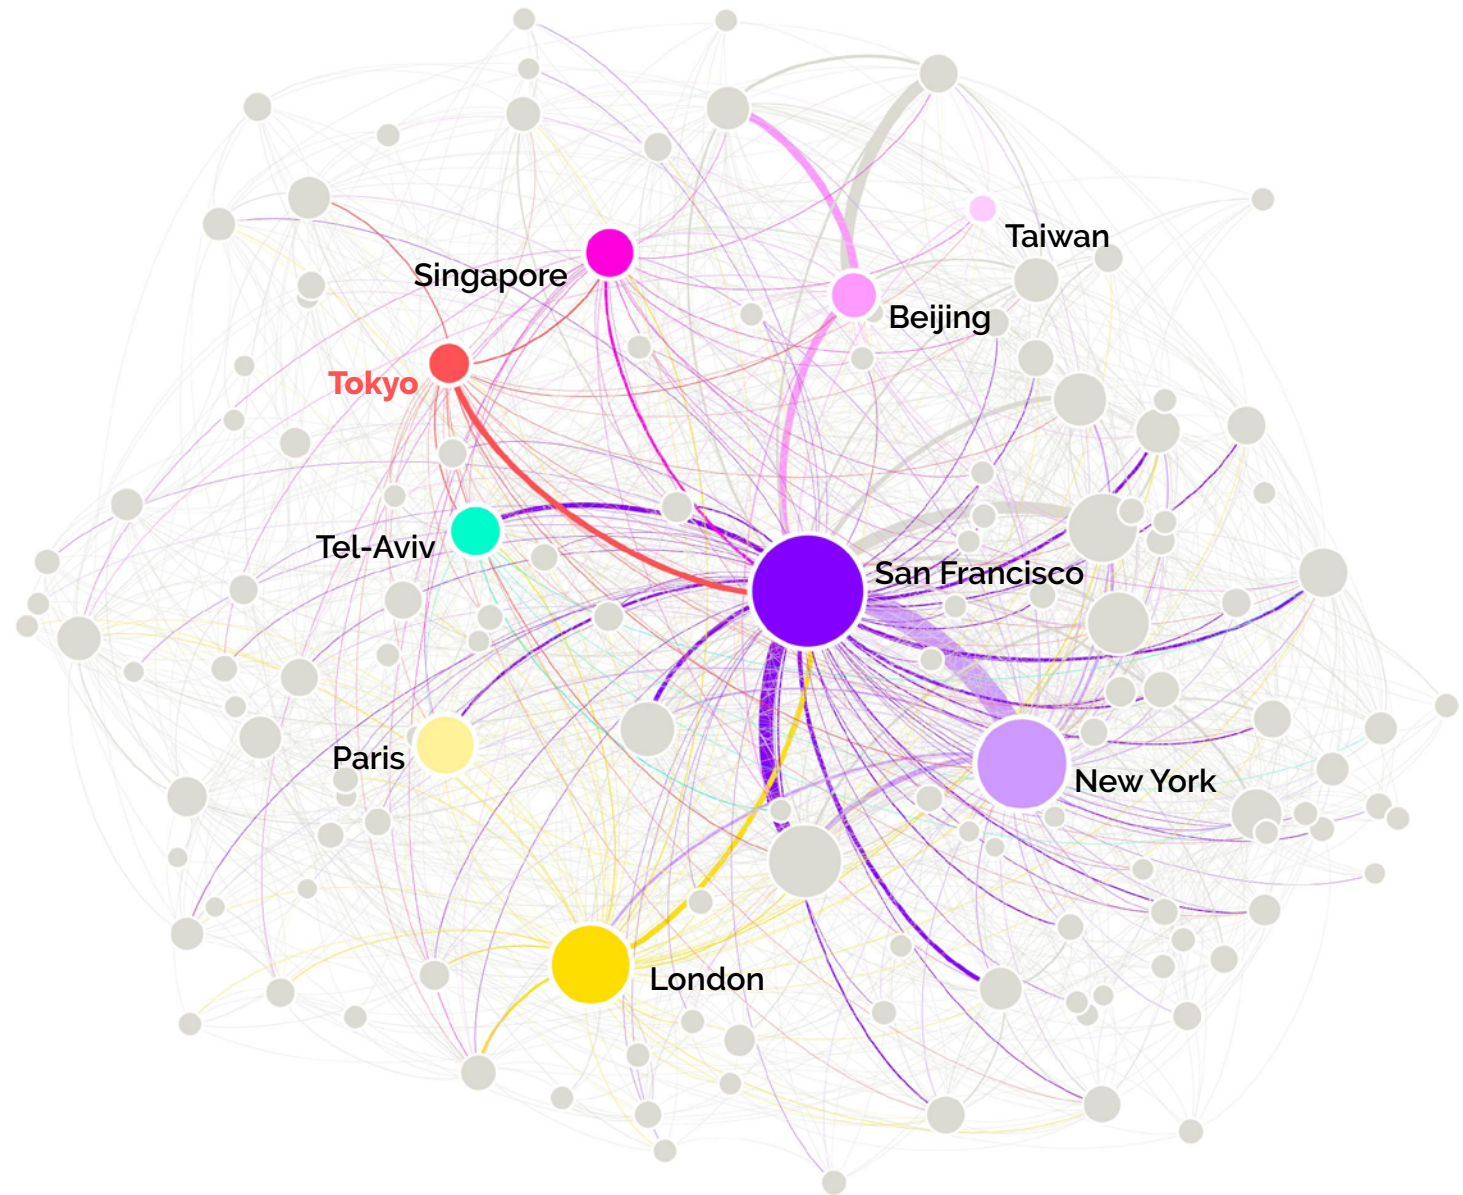 Taiwan
Singapore
Beijing
Tokyo
Tel-Aviv
San Francisco
Paris
New York
London